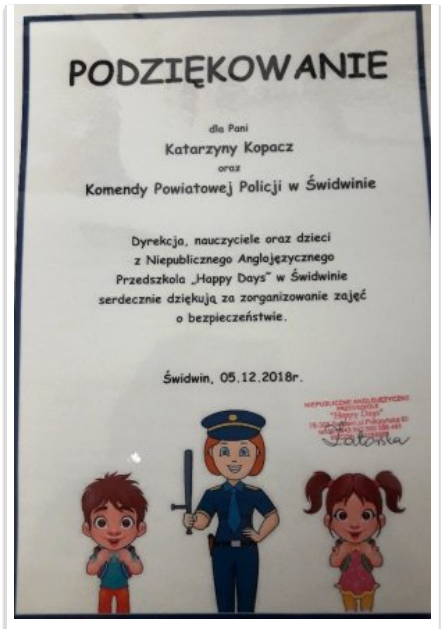 PODZIĘKOWANIE
dla Pani
Katarzyny Kopacz
oraz
Komendy Powiatowej Policji w Świdwinie
Dyrekcja, nauczyciele oraz dzieci
z Niepublicznego Anglojęzycznego
Przedszkola „Happy Days” w Świdwinie
serdecznie dziękują za zorganizowanie zajęć
o bezpieczeństwie.
Świdwin, 05.12.2018r.
NIEPUBLICZNE ANGLOJĘZYCZNE
PRZEDSZKOLE
"Happy Days"